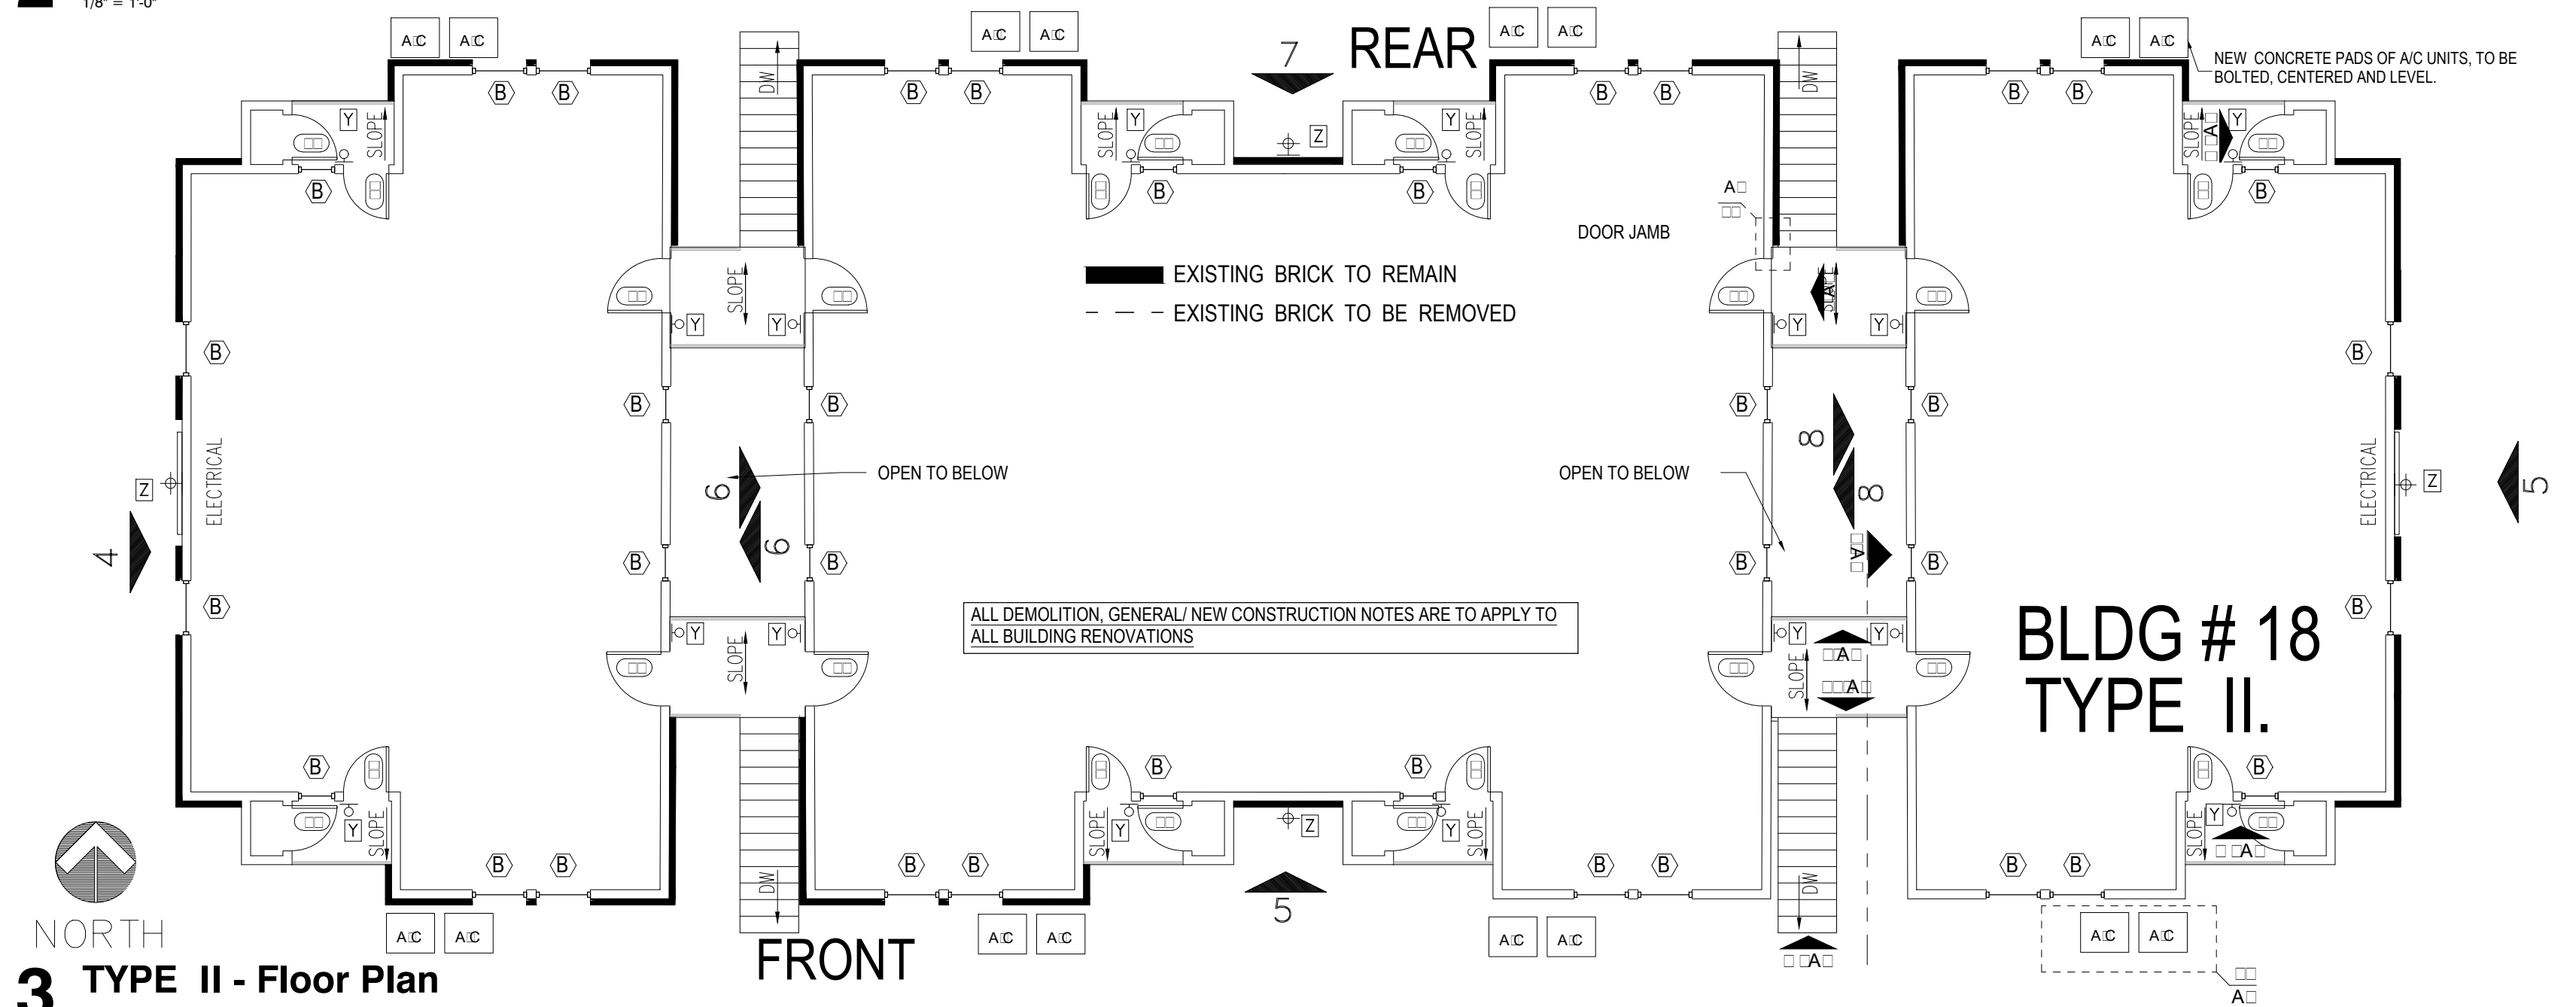 1/8" = 1'-0"
REAR
7
NEW CONCRETE PADS OF A/C UNITS, TO BE
BOLTED, CENTERED AND LEVEL.
DW
DW
B B B B B B B B
Y Y Y Y
Z
SLOPE SLOPE SLOPE SLOPE
B B B B
DOOR JAMB
EXISTING BRICK TO REMAIN
EXISTING BRICK TO BE REMOVED
SLOPE
Y Y Y Y
B B
B B B B
ELECTRICAL
Z
4
6
6
OPEN TO BELOW
OPEN TO BELOW
8
8
ELECTRICAL
Z
5
B B B B
B B
ALL DEMOLITION, GENERAL/ NEW CONSTRUCTION NOTES ARE TO APPLY TO
ALL BUILDING RENOVATIONS
Y Y Y Y
SLOPE SLOPE
BLDG # 18
TYPE II.
B B B B
Y Y Y Y
Z
SLOPE SLOPE SLOPE SLOPE
B B B B B B B B
DW
DW
5
NORTH
FRONT
3
TYPE II - Floor Plan